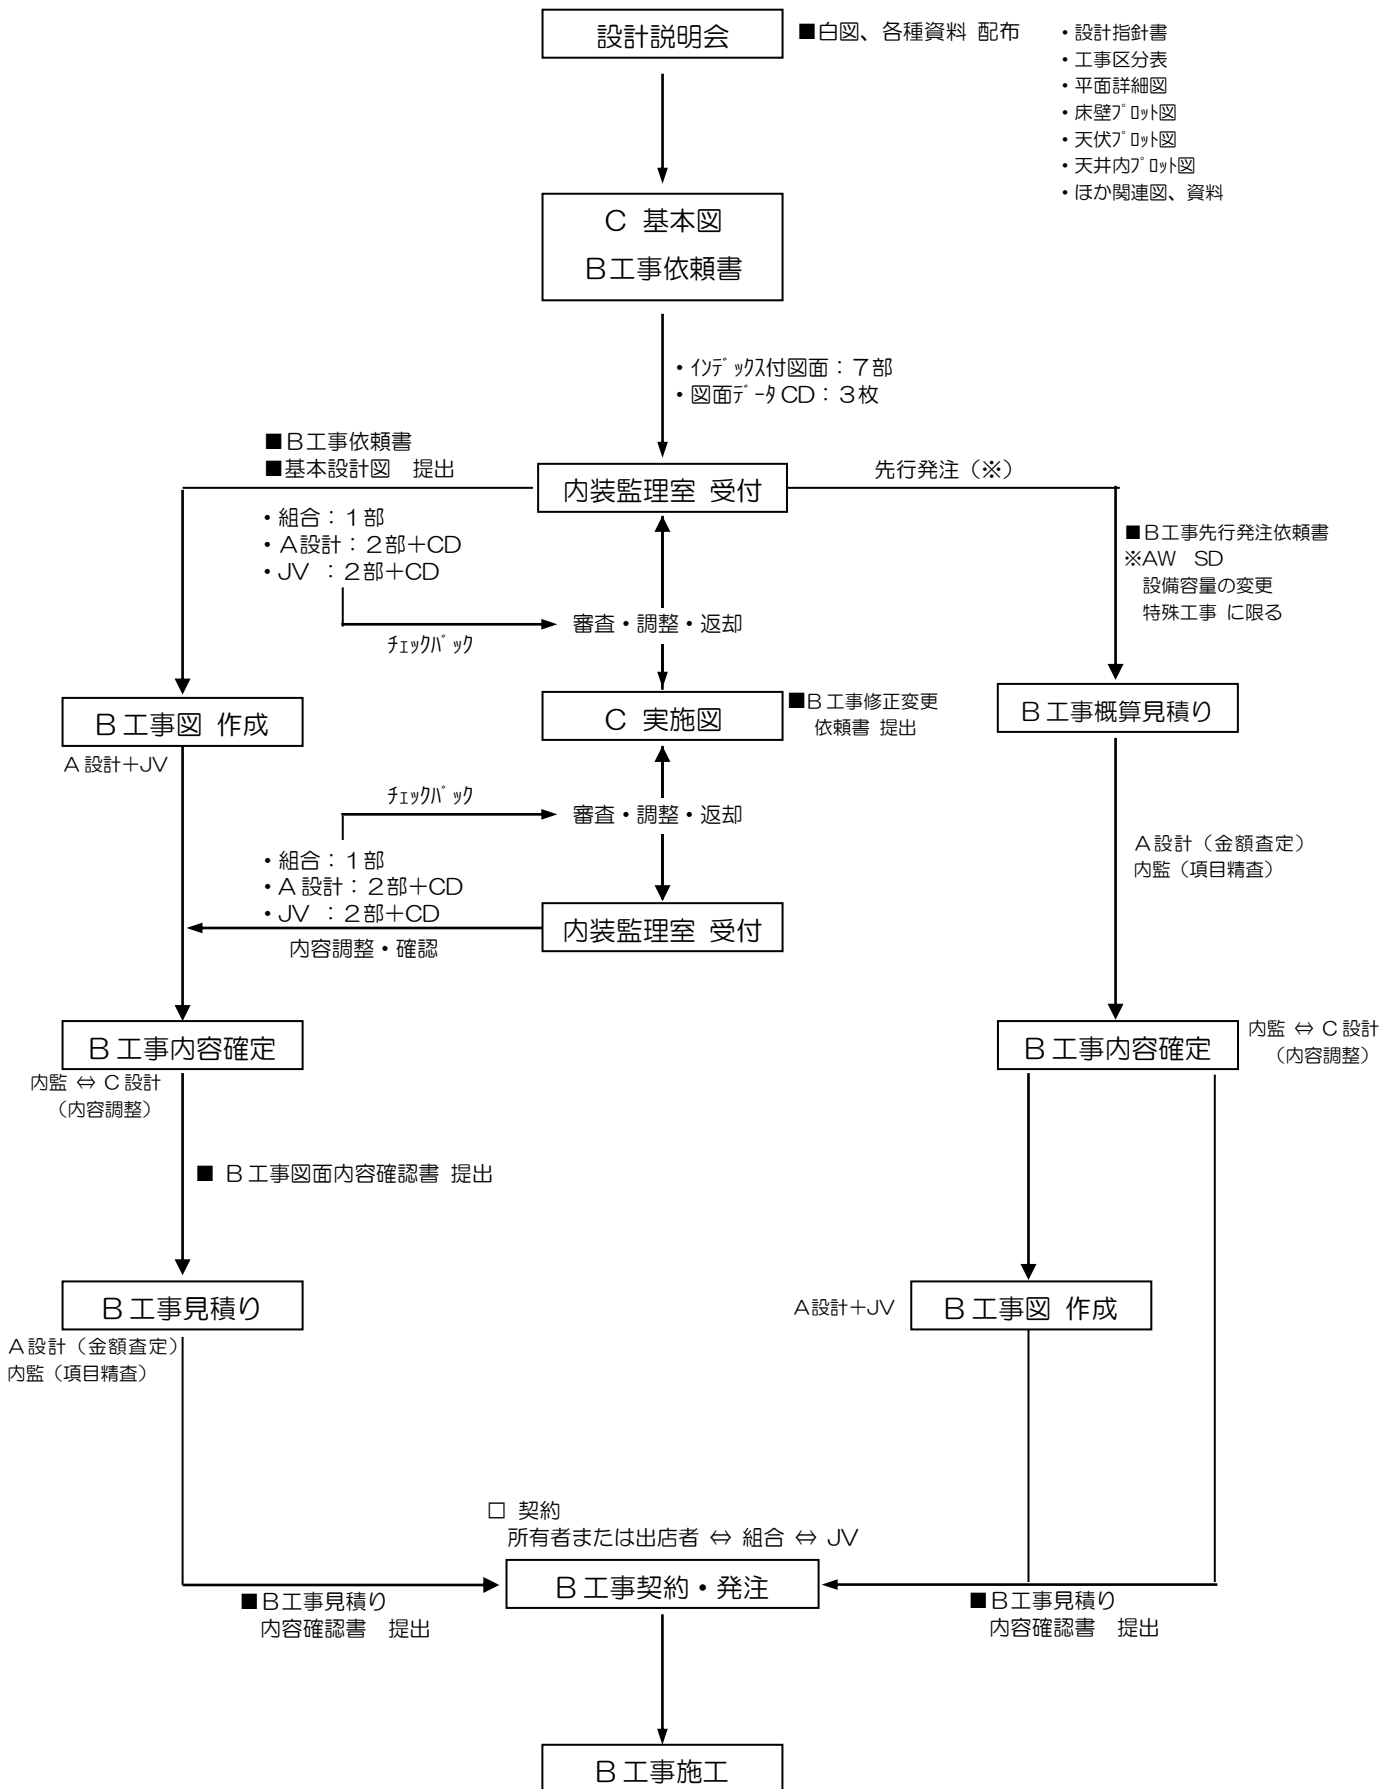 設計説明会
■白図、各種資料 配布
・設計指針書
・工事区分表
・平面詳細図
・床壁ﾌﾟﾛｯﾄ図
・天伏ﾌﾟﾛｯﾄ図
・天井内ﾌﾟﾛｯﾄ図
・ほか関連図、資料
C 基本図
B工事依頼書
・ｲﾝﾃﾞｯｸｽ付図面：７部
・図面ﾃﾞｰﾀCD：３枚
■B工事依頼書
■基本設計図　提出
内装監理室 受付
先行発注（※）
・組合：１部
・A設計：２部＋CD
・JV ：２部＋CD
■B工事先行発注依頼書
※AW　SD
設備容量の変更
特殊工事 に限る
審査・調整・返却
ﾁｪｯｸﾊﾞｯｸ
B工事図 作成
A設計＋JV
C 実施図
■B工事修正変更
依頼書 提出
B工事概算見積り
ﾁｪｯｸﾊﾞｯｸ
審査・調整・返却
A設計（金額査定）
内監（項目精査）
・組合：１部
・A設計：２部＋CD
・JV ：２部＋CD
内装監理室 受付
内容調整・確認
B工事内容確定
内監 ⇔ C設計
（内容調整）
B工事内容確定
内監 ⇔ C設計
（内容調整）
■ B工事図面内容確認書 提出
B工事見積り
A設計（金額査定）
内監（項目精査）
A設計＋JV
B工事図 作成
□ 契約
所有者または出店者 ⇔ 組合 ⇔ JV
B工事契約・発注
■B工事見積り
内容確認書　提出
■B工事見積り
内容確認書　提出
B工事施工